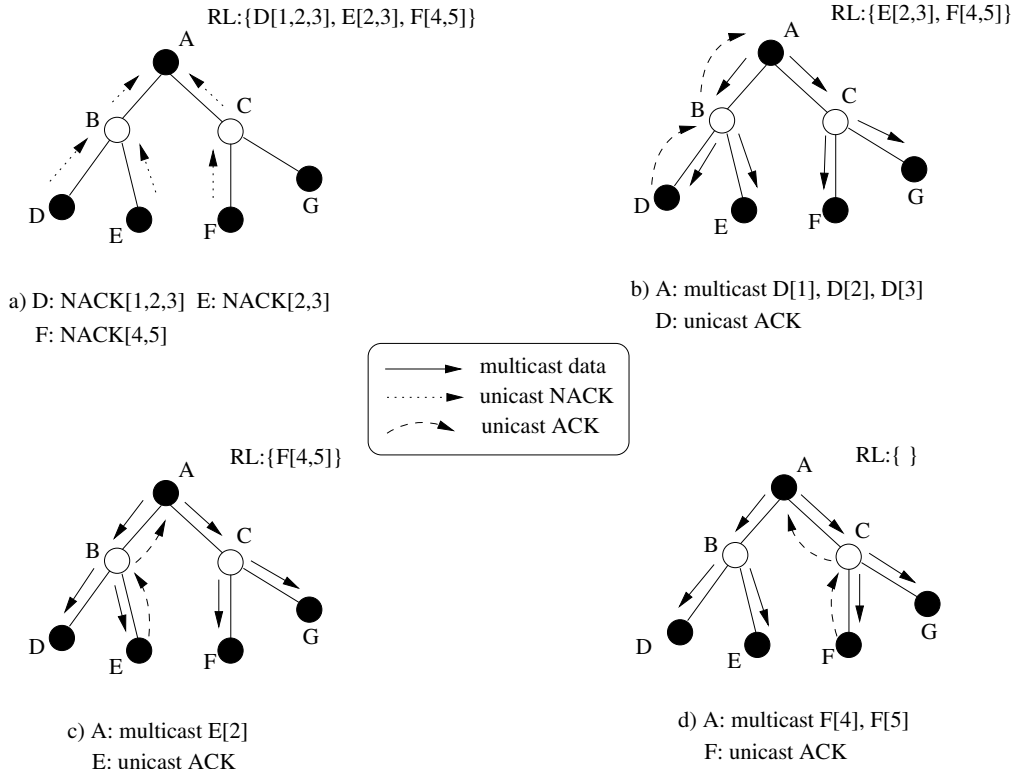 RL:{D[1,2,3], E[2,3], F[4,5]}
A
B
C
D
E
F
G
a) D: NACK[1,2,3] E: NACK[2,3]
F: NACK[4,5]
RL:{E[2,3], F[4,5]}
A
B
C
D
E
F
G
b) A: multicast D[1], D[2], D[3]
D: unicast ACK
multicast data
unicast NACK
unicast ACK
RL:{F[4,5]}
A
B
C
D
E
F
G
c) A: multicast E[2]
E: unicast ACK
RL:{ }
A
B
C
D
E
F
G
d) A: multicast F[4], F[5]
F: unicast ACK